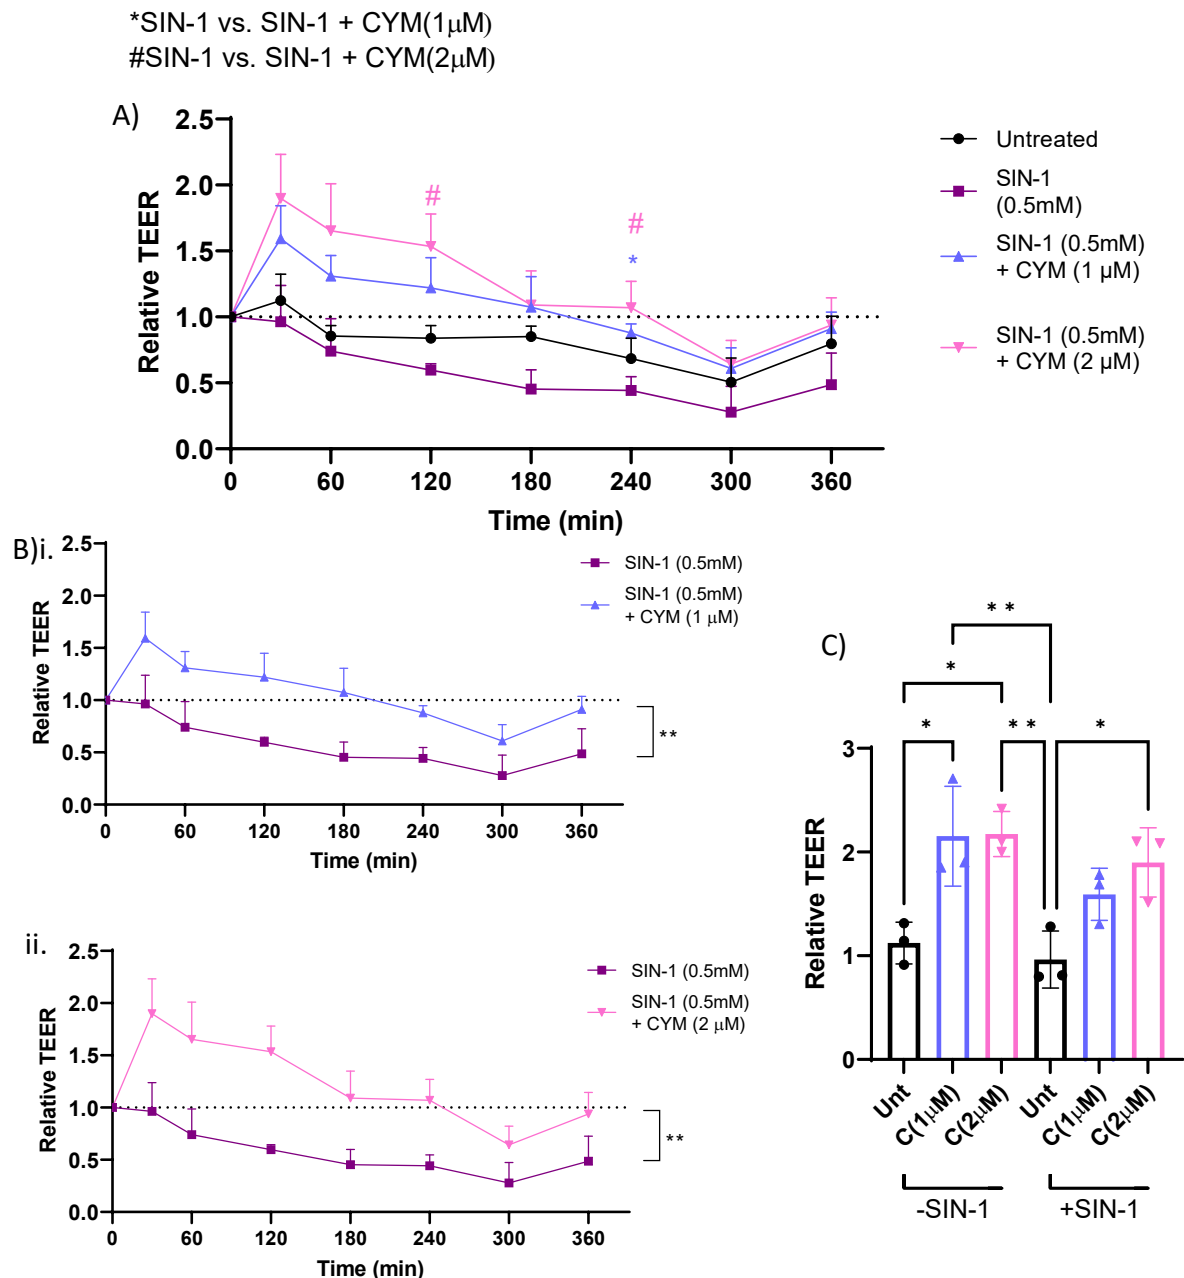 *SIN-1 vs. SIN-1 + CYM(1μM)
#SIN-1 vs. SIN-1 + CYM(2μM)
A)
2.5
2.0
1.5
1.0
0.5
0.0
Relative TEER
#
#
*
0 60 120 180 240 300 360
Time (min)
Untreated
SIN-1
(0.5mM)
SIN-1 (0.5mM)
+ CYM (1 μM)
SIN-1 (0.5mM)
+ CYM (2 μM)
B)i.
2.5
2.0
1.5
1.0
0.5
0.0
Relative TEER
0 60 120 180 240 300 360
Time (min)
SIN-1 (0.5mM)
SIN-1 (0.5mM)
+ CYM (1 μM)
**
ii.
2.5
2.0
1.5
1.0
0.5
0.0
Relative TEER
0 60 120 180 240 300 360
Time (min)
SIN-1 (0.5mM)
SIN-1 (0.5mM)
+ CYM (2 μM)
**
C)
**
*
*
**
*
3
2
1
0
Relative TEER
Unt
C(1μM)
C(2μM)
Unt
C(1μM)
C(2μM)
-SIN-1
+SIN-1